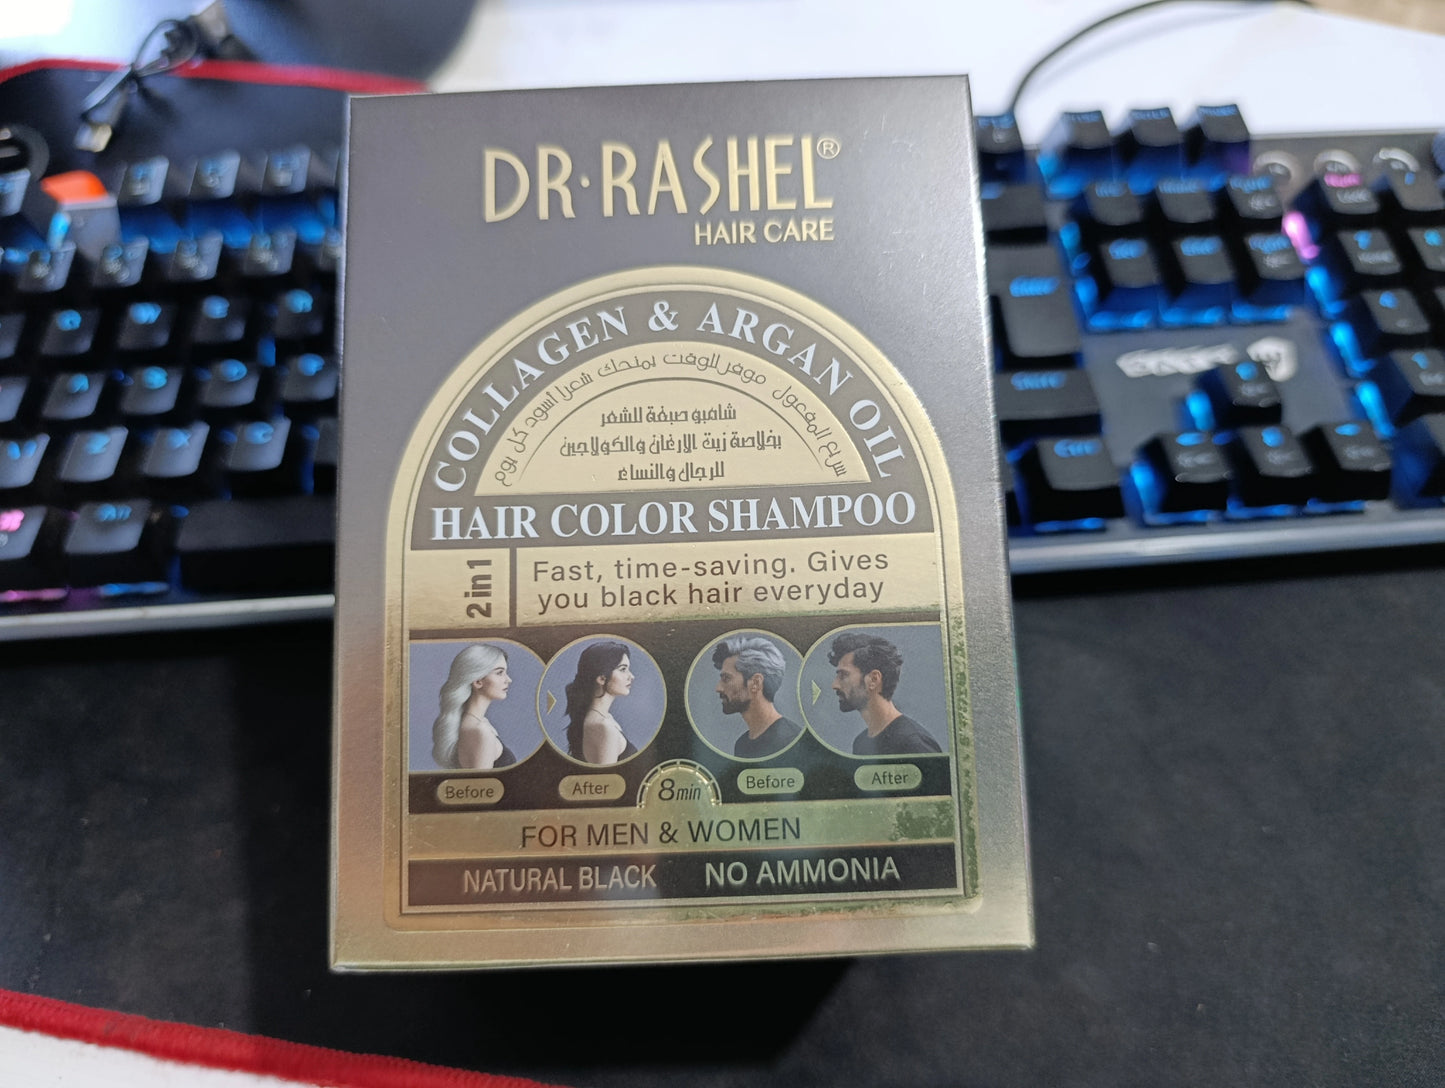 DR·RASHEL®
HAIR CARE
COLLAGEN & ARGAN OIL
سريع المفعول موفر للوقت يمنحك شعرا اسود كل يوم
شامبو صبغة للشعر
بخلاصة زيت الارغان والكولاجين
للرجال والنساء
HAIR COLOR SHAMPOO
2in1
Fast, time-saving. Gives
you black hair everyday
Before
After
8min
Before
After
FOR MEN & WOMEN
NATURAL BLACK
NO AMMONIA